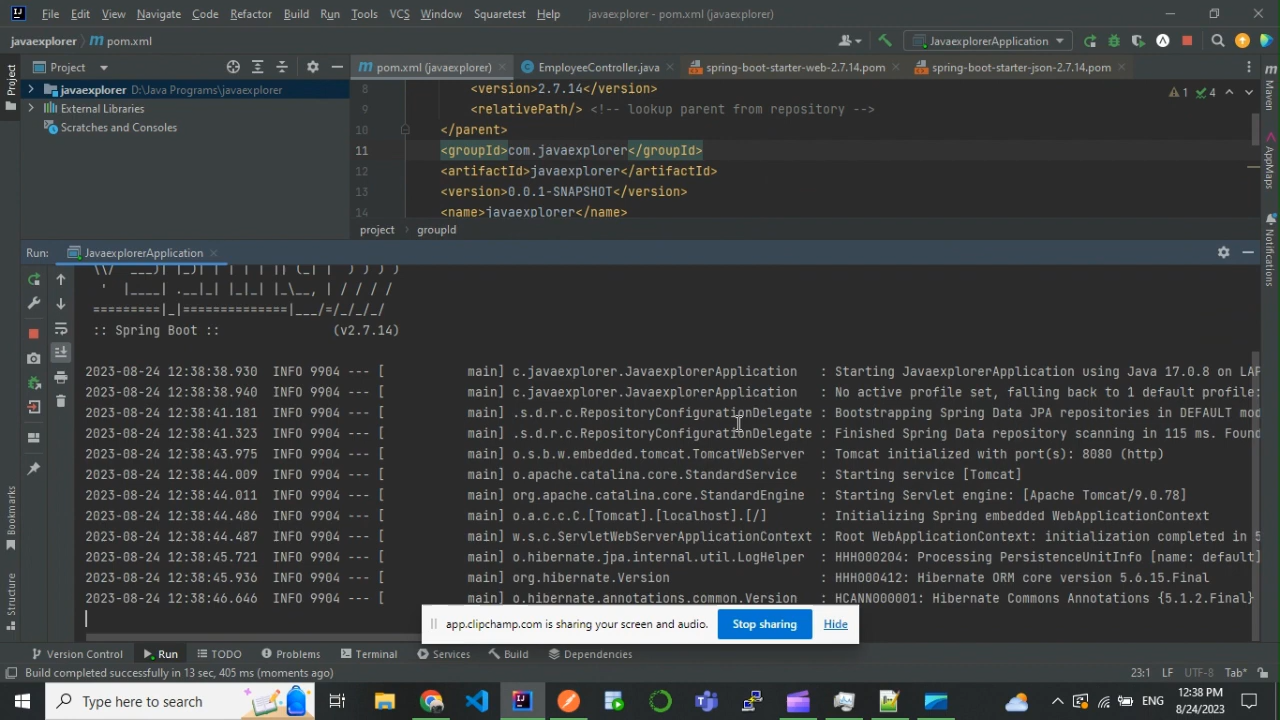 File Edit View Navigate Code Refactor Build Run Tools VCS Window Squaretest Help javaexplorer - pom.xml (javaexplorer)
javaexplorer pom.xml JavaexplorerApplication
Project pom.xml (javaexplorer) EmployeeController.java spring-boot-starter-web-2.7.14.pom spring-boot-starter-json-2.7.14.pom
javaexplorer D:\Java Programs\javaexplorer
External Libraries
Scratches and Consoles
8 <version>2.7.14</version>
9 <relativePath/> <!-- lookup parent from repository -->
10 </parent>
11 <groupId>com.javaexplorer</groupId>
12 <artifactId>javaexplorer</artifactId>
13 <version>0.0.1-SNAPSHOT</version>
14 <name>javaexplorer</name>
1 4
project groupId
Project
Bookmarks
Structure
Maven
AppMaps
Notifications
Run: JavaexplorerApplication
\\/  ___)| |_)| | | | | || (_| |  ) ) ) )
'  |____| .__|_| |_|_| |_\__, | / / / /
=========|_|==============|___/=/_/_/_/
:: Spring Boot :: (v2.7.14)
2023-08-24 12:38:38.930 INFO 9904 --- [ main] c.javaexplorer.JavaexplorerApplication : Starting JavaexplorerApplication using Java 17.0.8 on LAP
2023-08-24 12:38:38.940 INFO 9904 --- [ main] c.javaexplorer.JavaexplorerApplication : No active profile set, falling back to 1 default profile:
2023-08-24 12:38:41.181 INFO 9904 --- [ main] .s.d.r.c.RepositoryConfigurationDelegate : Bootstrapping Spring Data JPA repositories in DEFAULT mod
2023-08-24 12:38:41.323 INFO 9904 --- [ main] .s.d.r.c.RepositoryConfigurationDelegate : Finished Spring Data repository scanning in 115 ms. Found
2023-08-24 12:38:43.975 INFO 9904 --- [ main] o.s.b.w.embedded.tomcat.TomcatWebServer : Tomcat initialized with port(s): 8080 (http)
2023-08-24 12:38:44.009 INFO 9904 --- [ main] o.apache.catalina.core.StandardService : Starting service [Tomcat]
2023-08-24 12:38:44.011 INFO 9904 --- [ main] org.apache.catalina.core.StandardEngine : Starting Servlet engine: [Apache Tomcat/9.0.78]
2023-08-24 12:38:44.486 INFO 9904 --- [ main] o.a.c.c.C.[Tomcat].[localhost].[/] : Initializing Spring embedded WebApplicationContext
2023-08-24 12:38:44.487 INFO 9904 --- [ main] w.s.c.ServletWebServerApplicationContext : Root WebApplicationContext: initialization completed in 5
2023-08-24 12:38:45.721 INFO 9904 --- [ main] o.hibernate.jpa.internal.util.LogHelper : HHH000204: Processing PersistenceUnitInfo [name: default]
2023-08-24 12:38:45.936 INFO 9904 --- [ main] org.hibernate.Version : HHH000412: Hibernate ORM core version 5.6.15.Final
2023-08-24 12:38:46.646 INFO 9904 --- [ main] o.hibernate.annotations.common.Version : HCANN000001: Hibernate Commons Annotations {5.1.2.Final}
app.clipchamp.com is sharing your screen and audio. Stop sharing Hide
Version Control Run TODO Problems Terminal Services Build Dependencies
Build completed successfully in 13 sec, 405 ms (moments ago) 23:1 LF UTF-8 Tab*
Type here to search ENG 12:38 PM
8/24/2023